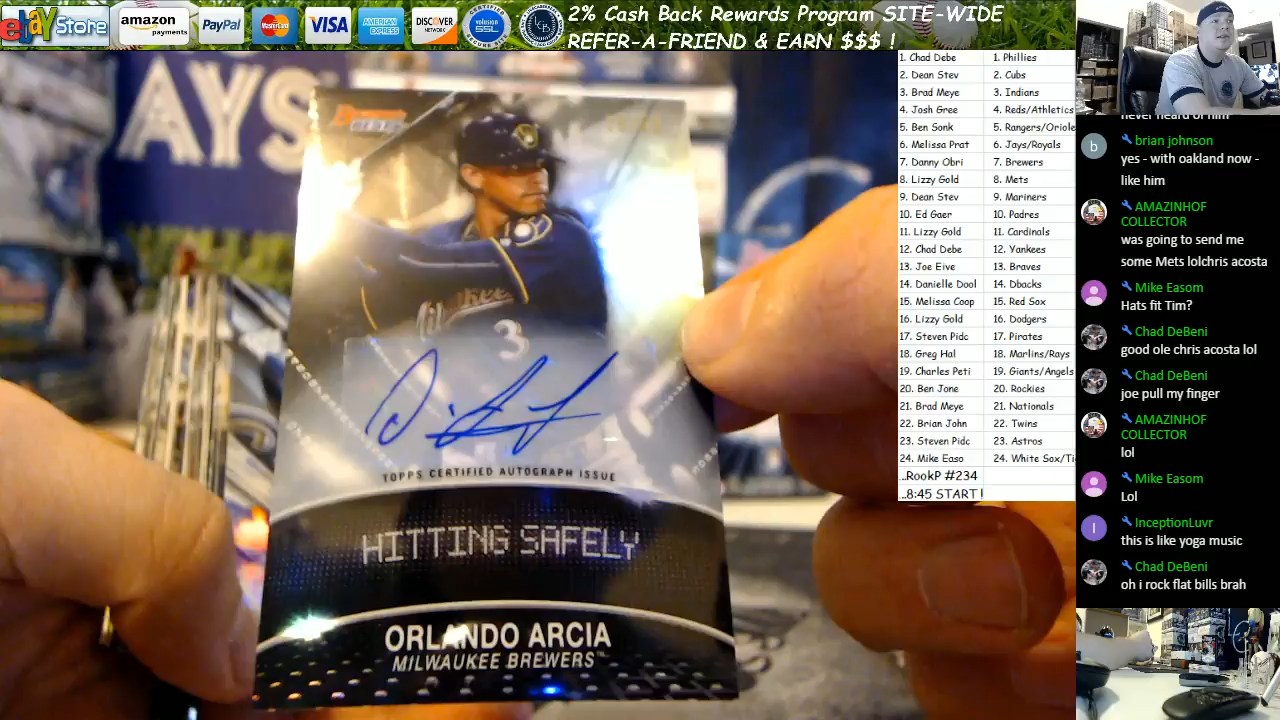 ebay Store
amazon payments
PayPal
MasterCard
VISA
AMERICAN EXPRESS
DISCOVER NETWORK
2% Cash Back Rewards Program SITE-WIDE
REFER-A-FRIEND & EARN $$$ !
AYS
3
TOPPS CERTIFIED AUTOGRAPH ISSUE
HITTING SAFELY
ORLANDO ARCIA
MILWAUKEE BREWERS™
1. Chad Debe 1. Phillies
2. Dean Stev 2. Cubs
3. Brad Meye 3. Indians
4. Josh Gree 4. Reds/Athletics
5. Ben Sonk 5. Rangers/Oriole
6. Melissa Prat 6. Jays/Royals
7. Danny Obri 7. Brewers
8. Lizzy Gold 8. Mets
9. Dean Stev 9. Mariners
10. Ed Gaer 10. Padres
11. Lizzy Gold 11. Cardinals
12. Chad Debe 12. Yankees
13. Joe Eive 13. Braves
14. Danielle Dool 14. Dbacks
15. Melissa Coop 15. Red Sox
16. Lizzy Gold 16. Dodgers
17. Steven Pidc 17. Pirates
18. Greg Hal 18. Marlins/Rays
19. Charles Peti 19. Giants/Angels
20. Ben Jone 20. Rockies
21. Brad Meye 21. Nationals
22. Brian John 22. Twins
23. Steven Pidc 23. Astros
24. Mike Easo 24. White Sox/Ti
...RookP #234
...8:45 START!
never heard of him
brian johnson
yes - with oakland now -
like him
AMAZINHOF
COLLECTOR
was going to send me
some Mets lolchris acosta
Mike Easom
Hats fit Tim?
Chad DeBeni
good ole chris acosta lol
Chad DeBeni
joe pull my finger
AMAZINHOF
COLLECTOR
lol
Mike Easom
Lol
InceptionLuvr
this is like yoga music
Chad DeBeni
oh i rock flat bills brah